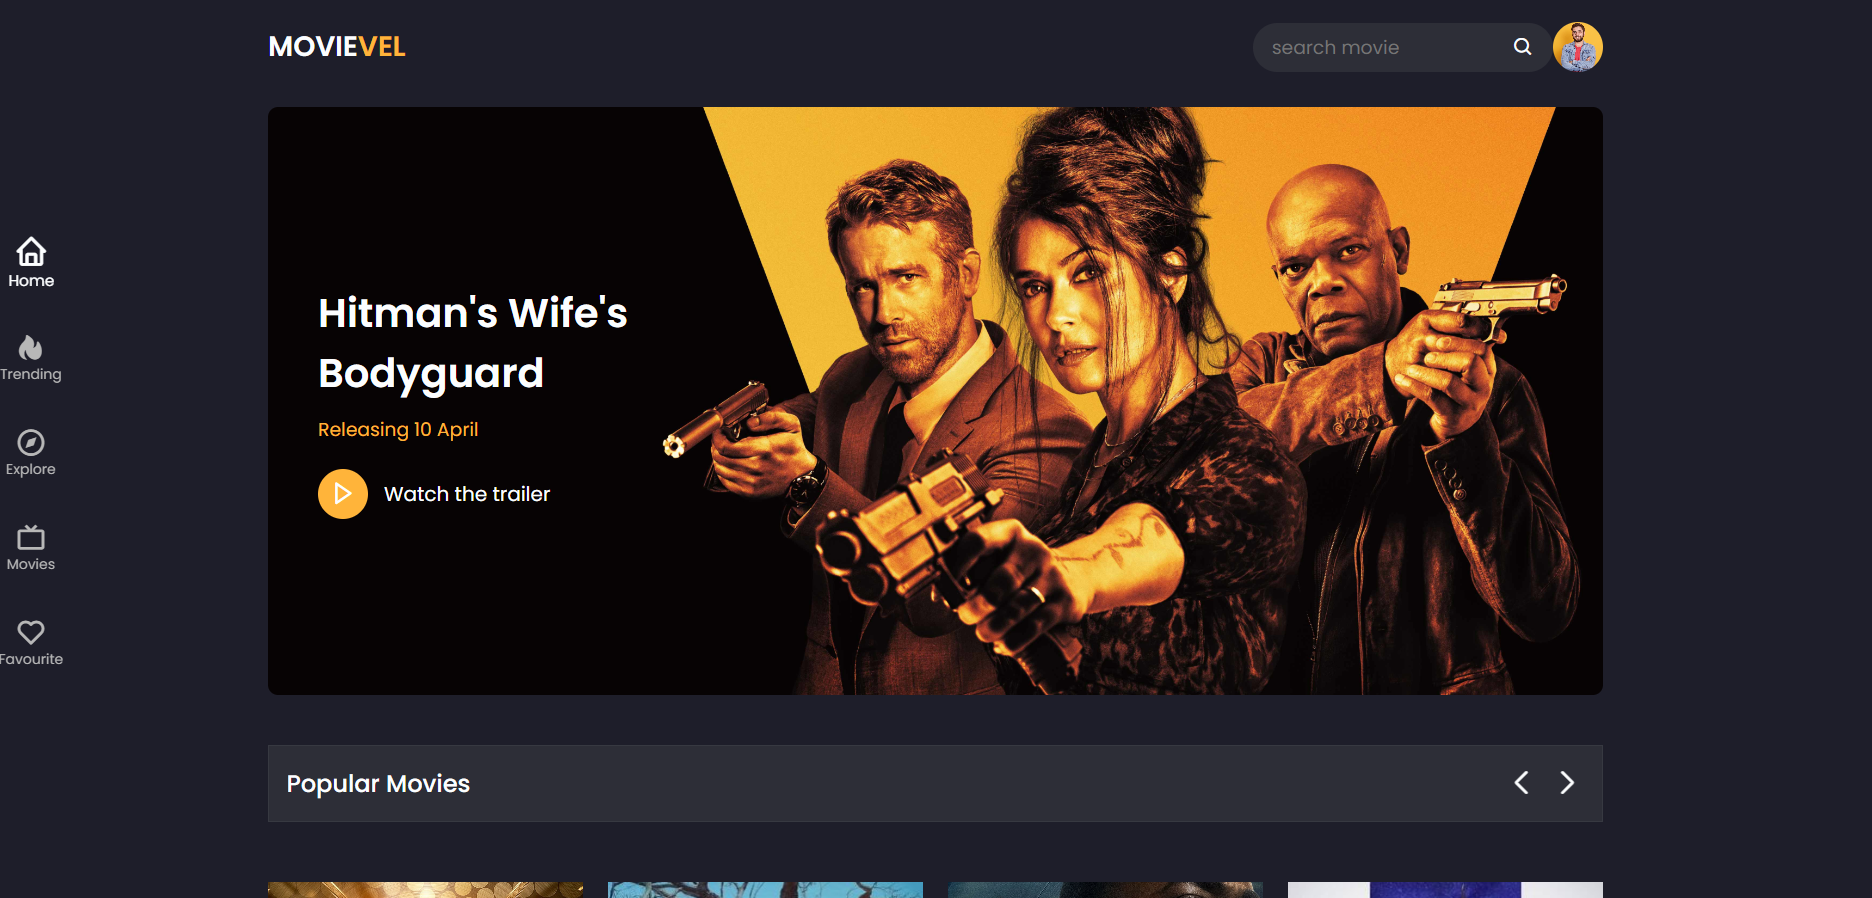 MOVIEVEL
search movie
Home
Trending
Explore
Movies
Favourite
Hitman's Wife's
Bodyguard
Releasing 10 April
Watch the trailer
Popular Movies